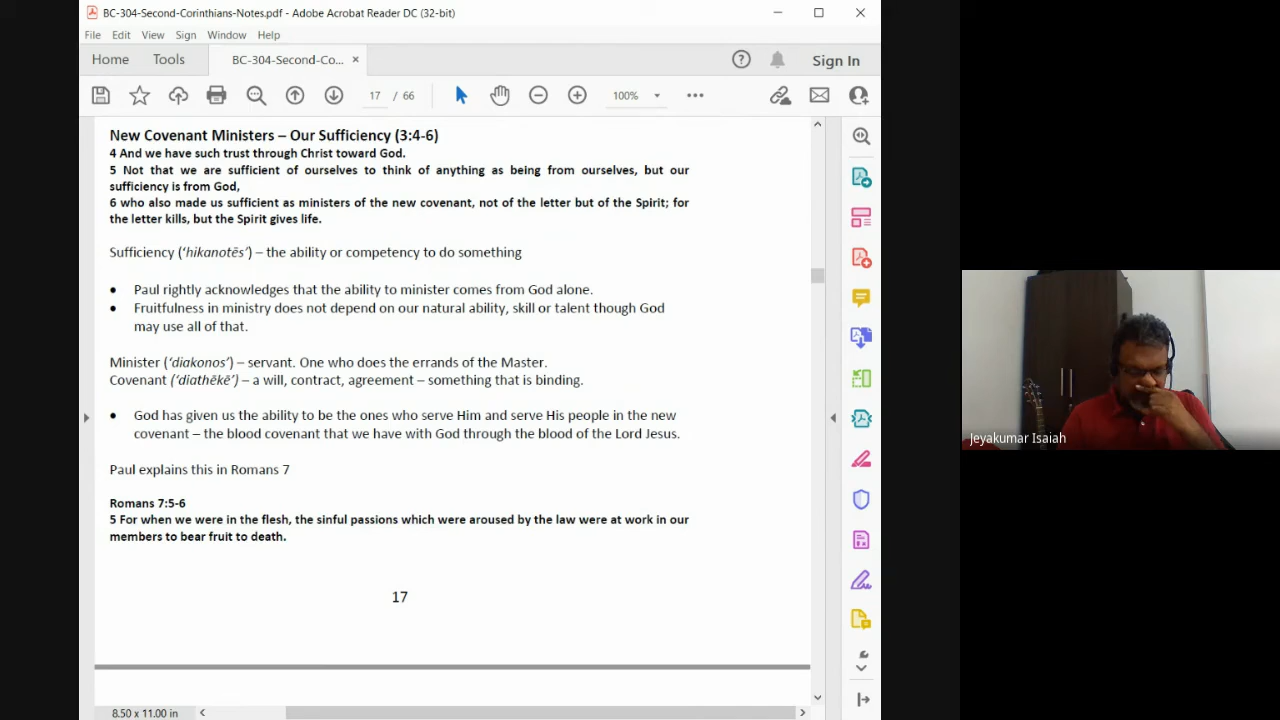 BC-304-Second-Corinthians-Notes.pdf - Adobe Acrobat Reader DC (32-bit)
File Edit View Sign Window Help
Home Tools BC-304-Second-Co... × Sign In
17 / 66 100%
New Covenant Ministers – Our Sufficiency (3:4-6)
4 And we have such trust through Christ toward God.
5 Not that we are sufficient of ourselves to think of anything as being from ourselves, but our
sufficiency is from God,
6 who also made us sufficient as ministers of the new covenant, not of the letter but of the Spirit; for
the letter kills, but the Spirit gives life.
Sufficiency (‘hikanotēs’) – the ability or competency to do something
• Paul rightly acknowledges that the ability to minister comes from God alone.
• Fruitfulness in ministry does not depend on our natural ability, skill or talent though God
may use all of that.
Minister (‘diakonos’) – servant. One who does the errands of the Master.
Covenant (‘diathēkē’) – a will, contract, agreement – something that is binding.
• God has given us the ability to be the ones who serve Him and serve His people in the new
covenant – the blood covenant that we have with God through the blood of the Lord Jesus.
Paul explains this in Romans 7
Romans 7:5-6
5 For when we were in the flesh, the sinful passions which were aroused by the law were at work in our
members to bear fruit to death.
17
8.50 x 11.00 in
Jeyakumar Isaiah